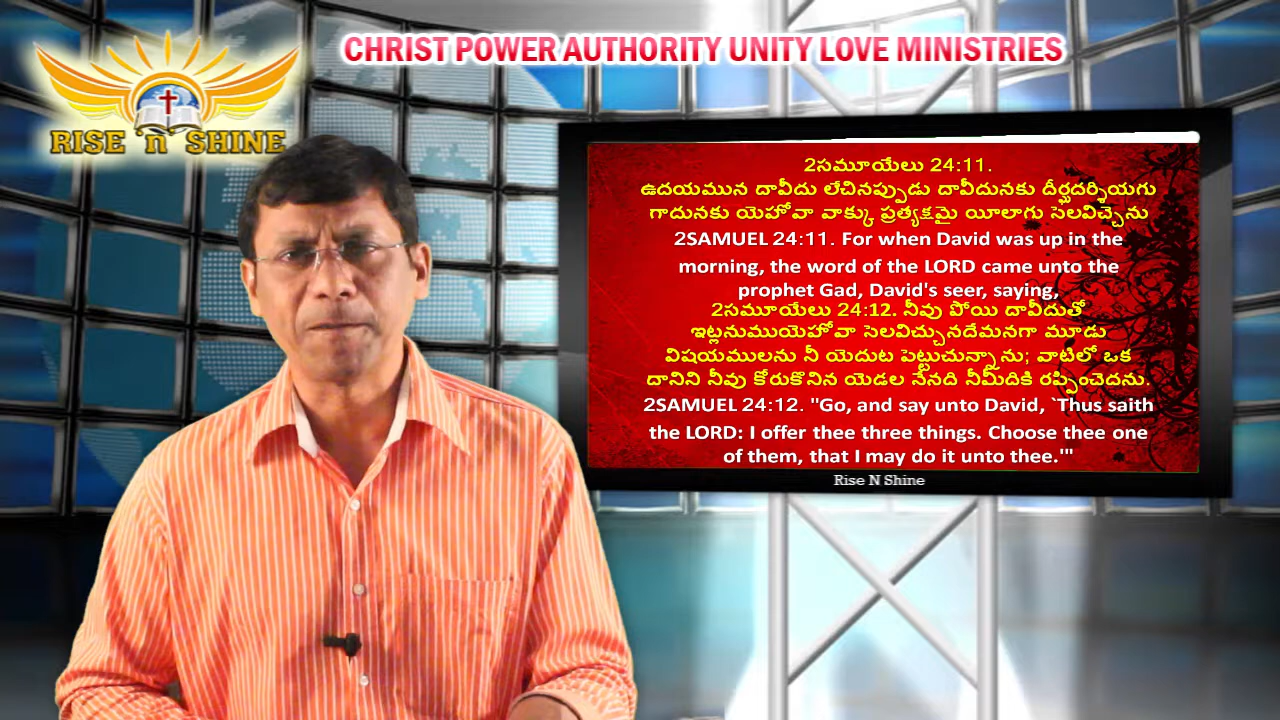 CHRIST POWER AUTHORITY UNITY LOVE MINISTRIES
RISE 'n' SHINE
2సమూయేలు 24:11.
ఉదయమున దావీదు లేచినప్పుడు దావీదునకు దీర్ఘదర్శియగు
గాదునకు యెహోవా వాక్కు ప్రత్యక్షమై యీలాగు సెలవిచ్చెను
2SAMUEL 24:11. For when David was up in the
morning, the word of the LORD came unto the
prophet Gad, David's seer, saying,
2సమూయేలు 24:12. నీవు పోయి దావీదుతో
ఇట్లనుముయెహోవా సెలవిచ్చునదేమనగా మూడు
విషయములను నీ యెదుట పెట్టుచున్నాను; వాటిలో ఒక
దానిని నీవు కోరుకొనిన యెడల నేనది నీమీదికి రప్పించెదను.
2SAMUEL 24:12. "Go, and say unto David, `Thus saith
the LORD: I offer thee three things. Choose thee one
of them, that I may do it unto thee.'"
Rise N Shine